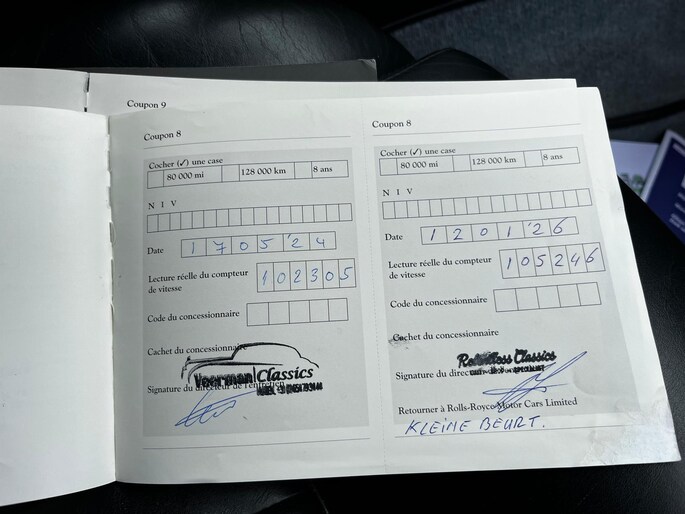 Coupon 9
Coupon 8
Cocher (✓) une case
80 000 mi 128 000 km 8 ans
N I V
Date 1 7 0 5 '2 4
Lecture réelle du compteur
de vitesse 1 0 2 3 0 5
Code du concessionnaire
Cachet du concessionnaire
Veerman Classics
Signature du directeur de l'entretien
Coupon 8
Cocher (✓) une case
80 000 mi 128 000 km 8 ans
N I V
Date 1 2 0 1 '2 6
Lecture réelle du compteur
de vitesse 1 0 5 2 4 6
Code du concessionnaire
Cachet du concessionnaire
Relentless Classics
Signature du
Retourner à Rolls-Royce Motor Cars Limited
KLEINE BEURT.